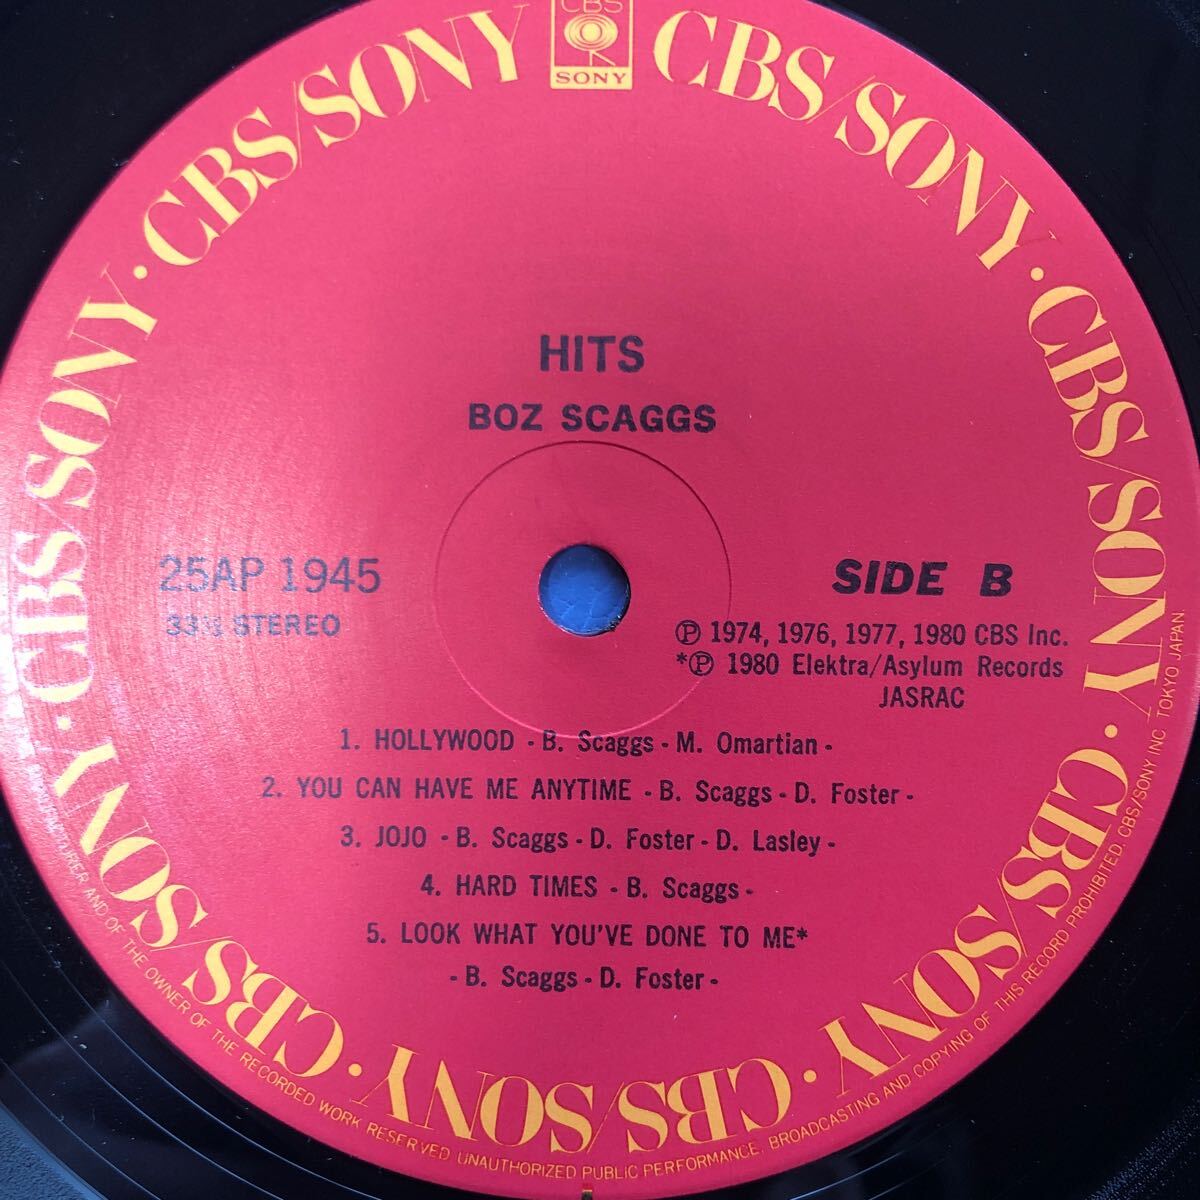 CBS
SONY
CBS/SONY · CBS/SONY · CBS/SONY · CBS/SONY · CBS/SONY · CBS/SONY · CBS/SONY · CBS/SONY
HITS
BOZ SCAGGS
25AP 1945
33⅓ STEREO
SIDE B
Ⓟ 1974, 1976, 1977, 1980 CBS Inc.
*Ⓟ 1980 Elektra/Asylum Records
JASRAC
1. HOLLYWOOD - B. Scaggs - M. Omartian -
2. YOU CAN HAVE ME ANYTIME - B. Scaggs - D. Foster -
3. JOJO - B. Scaggs - D. Foster - D. Lasley -
4. HARD TIMES - B. Scaggs -
5. LOOK WHAT YOU'VE DONE TO ME*
- B. Scaggs - D. Foster -
AND OF THE OWNER OF THE RECORDED WORK RESERVED UNAUTHORIZED PUBLIC PERFORMANCE, BROADCASTING AND COPYING OF THIS RECORD PROHIBITED. CBS/SONY INC. TOKYO JAPAN.